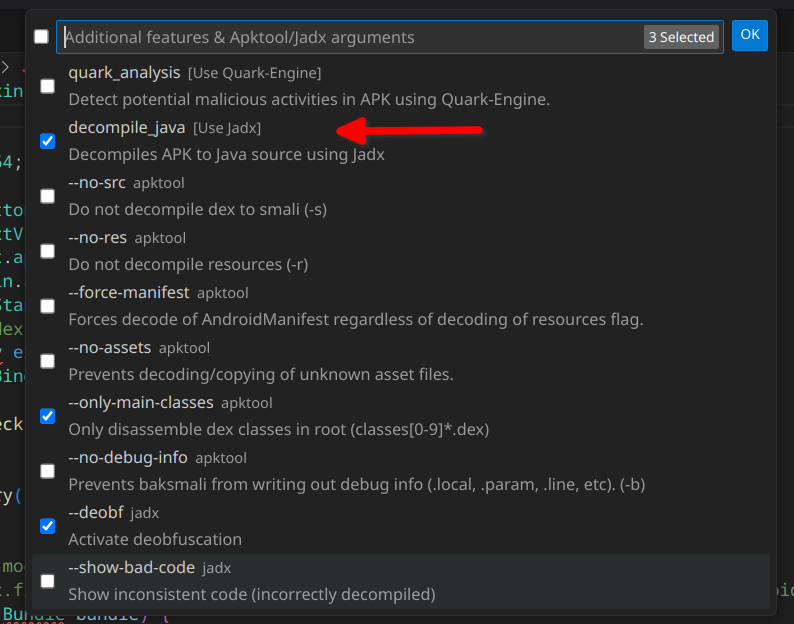 Additional features & Apktool/Jadx arguments 3 Selected OK
quark_analysis [Use Quark-Engine]
Detect potential malicious activities in APK using Quark-Engine.
decompile_java [Use Jadx]
Decompiles APK to Java source using Jadx
--no-src apktool
Do not decompile dex to smali (-s)
--no-res apktool
Do not decompile resources (-r)
--force-manifest apktool
Forces decode of AndroidManifest regardless of decoding of resources flag.
--no-assets apktool
Prevents decoding/copying of unknown asset files.
--only-main-classes apktool
Only disassemble dex classes in root (classes[0-9]*.dex)
--no-debug-info apktool
Prevents baksmali from writing out debug info (.local, .param, .line, etc). (-b)
--deobf jadx
Activate deobfuscation
--show-bad-code jadx
Show inconsistent code (incorrectly decompiled)